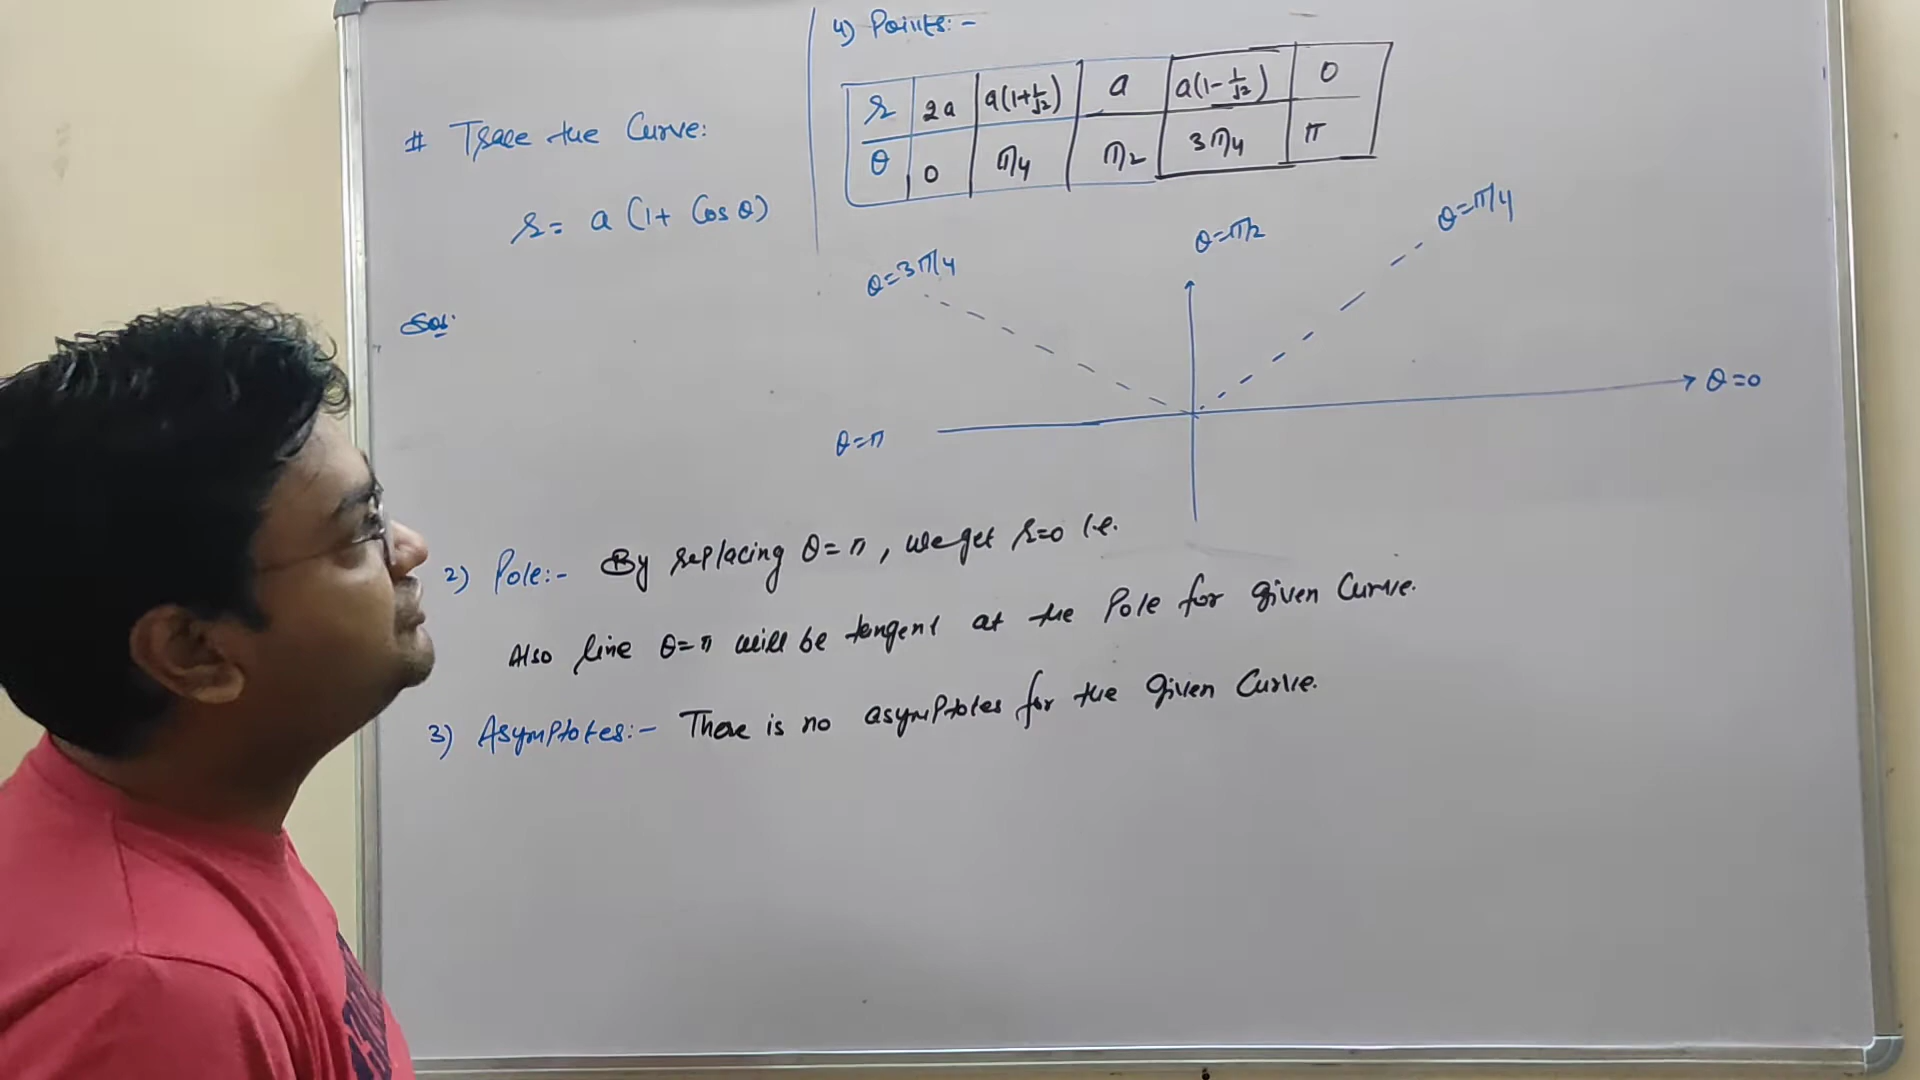 # Trace the Curve:
r = a (1+ Cos θ)
Sol:
4) Points:-
r 2a a(1+1/√2) a a(1-1/√2) 0
θ 0 π/4 π/2 3π/4 π
θ=3π/4
θ=π/2
θ=π/4
θ=π
θ=0
2) Pole:- By replacing θ=π, we get r=0 i.e.
Also line θ=π will be tangent at the Pole for given Curve.
3) Asymptotes:- There is no asymptotes for the given Curve.